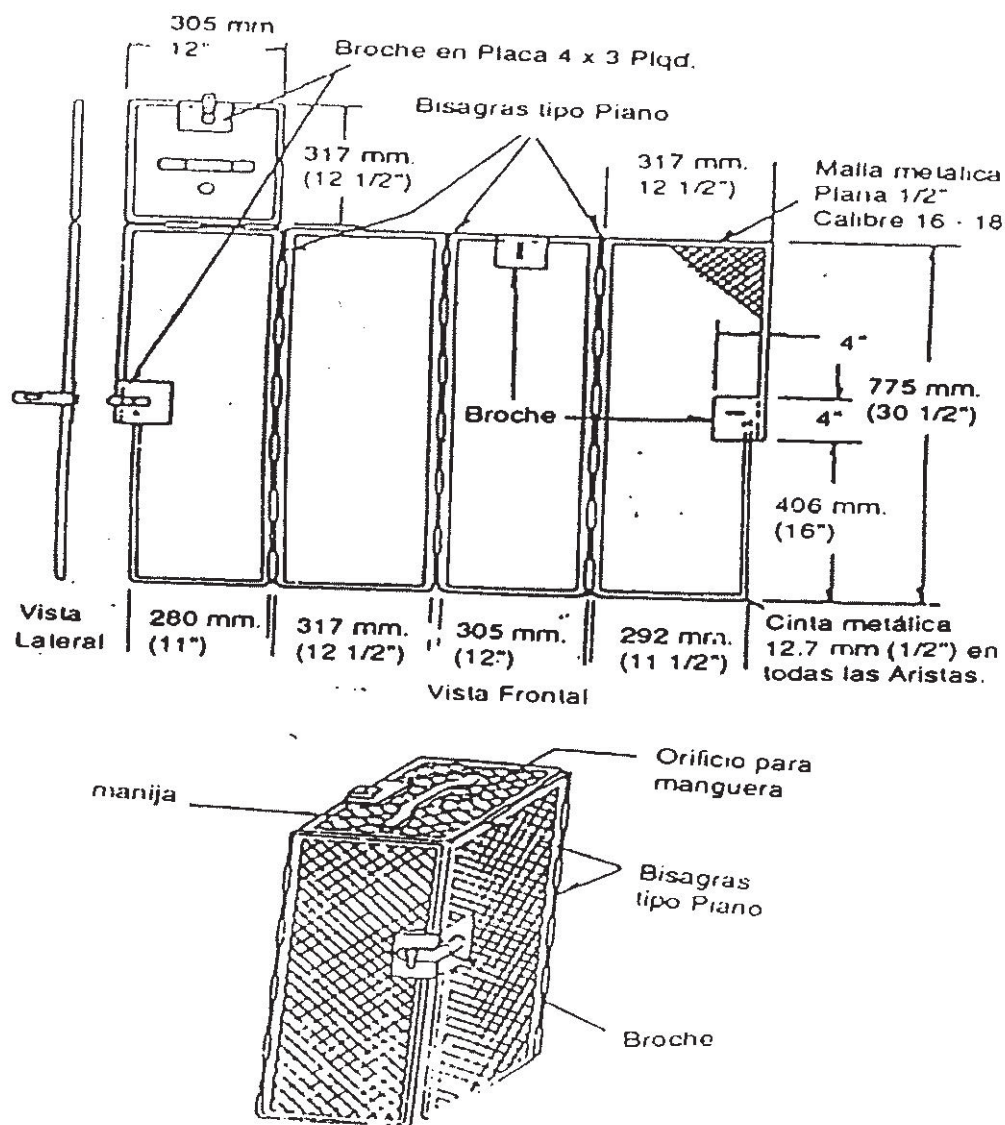 305 mm
12"
Broche en Placa 4 x 3 Plqd.
Bisagras tipo Piano
317 mm.
(12 1/2")
317 mm.
12 1/2")
Malla metálica
Plana 1/2"
Calibre 16 - 18
4"
775 mm.
(30 1/2")
Broche
4"
406 mm.
(16")
Vista
Lateral
280 mm.
(11")
317 mm.
(12 1/2")
305 mm.
(12")
292 mm.
(11 1/2")
Cinta metálica
12.7 mm (1/2") en
todas las Aristas.
Vista Frontal
manija
Orificio para
manguera
Bisagras
tipo Piano
Broche